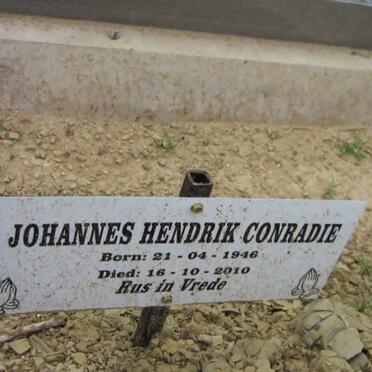 JOHANNES HENDRIK CONRADIE
Born: 21 - 04 - 1946
Died: 16 - 10 - 2010
Rus in Vrede